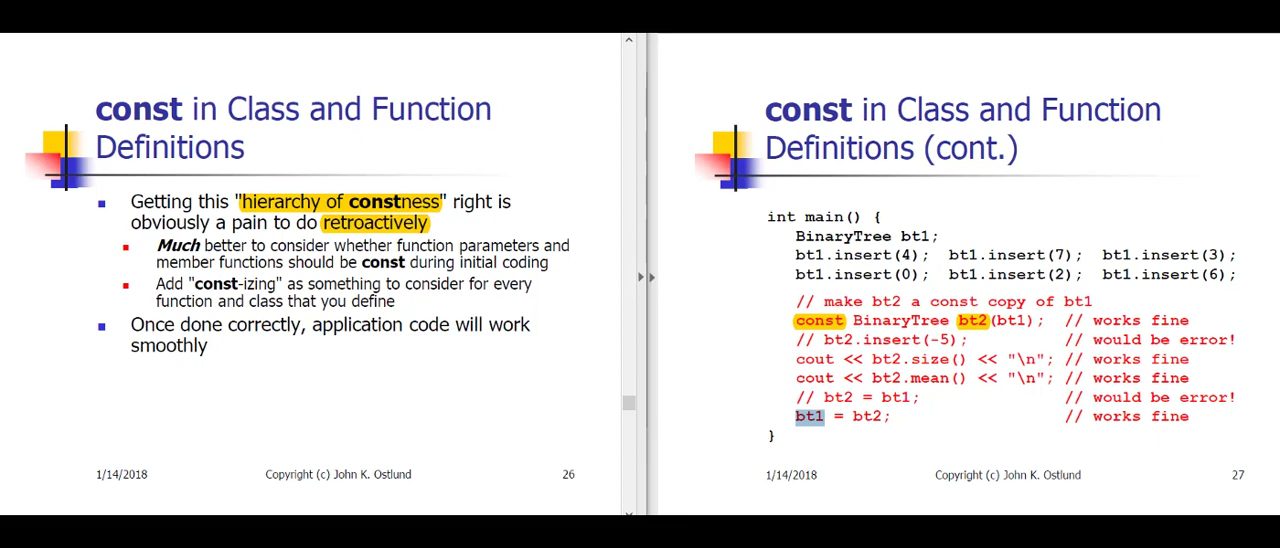 const in Class and Function
Definitions
Getting this "hierarchy of constness" right is
obviously a pain to do retroactively
Much better to consider whether function parameters and
member functions should be const during initial coding
Add "const-izing" as something to consider for every
function and class that you define
Once done correctly, application code will work
smoothly
1/14/2018 Copyright (c) John K. Ostlund 26
const in Class and Function
Definitions (cont.)
int main() {
BinaryTree bt1;
bt1.insert(4); bt1.insert(7); bt1.insert(3);
bt1.insert(0); bt1.insert(2); bt1.insert(6);
// make bt2 a const copy of bt1
const BinaryTree bt2(bt1); // works fine
// bt2.insert(-5); // would be error!
cout << bt2.size() << "\n"; // works fine
cout << bt2.mean() << "\n"; // works fine
// bt2 = bt1; // would be error!
bt1 = bt2; // works fine
}
1/14/2018 Copyright (c) John K. Ostlund 27